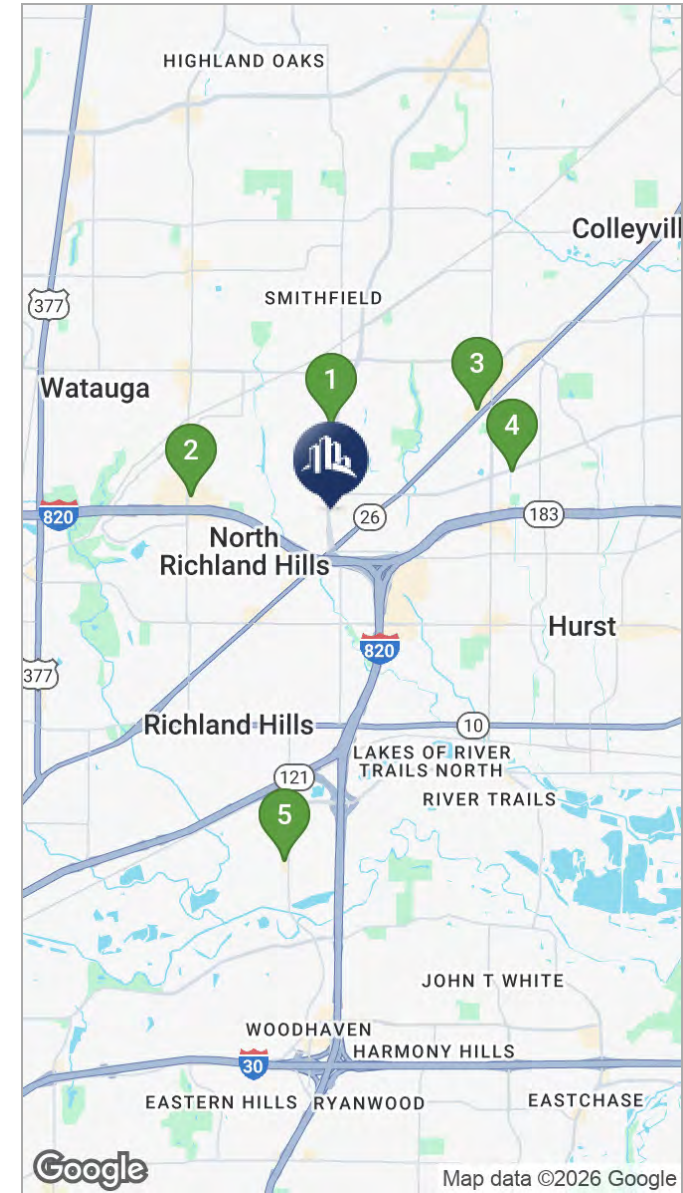 HIGHLAND OAKS
Colleyvill
SMITHFIELD
377
Watauga
1
3
2
4
820
26
183
North
Richland Hills
Hurst
820
377
Richland Hills
10
LAKES OF RIVER
TRAILS NORTH
121
RIVER TRAILS
5
JOHN T WHITE
WOODHAVEN
HARMONY HILLS
30
EASTERN HILLS
RYANWOOD
EASTCHASE
Google
Map data ©2026 Google